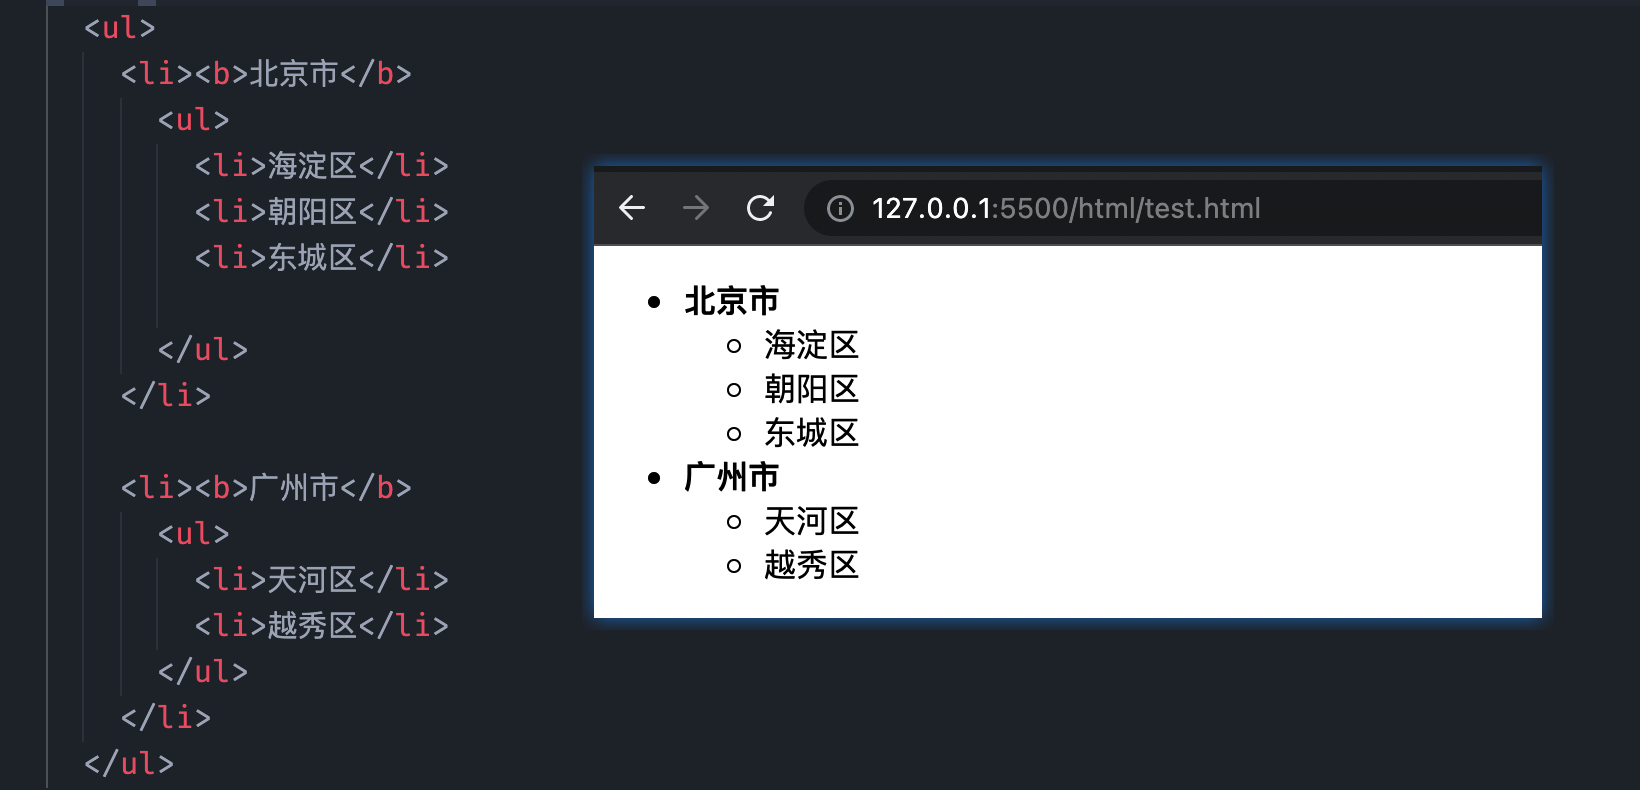 <ul>
<li><b>北京市</b>
<ul>
<li>海淀区</li>
<li>朝阳区</li>
<li>东城区</li>
</ul>
</li>
<li><b>广州市</b>
<ul>
<li>天河区</li>
<li>越秀区</li>
</ul>
</li>
</ul>
127.0.0.1:5500/html/test.html
北京市
海淀区
朝阳区
东城区
广州市
天河区
越秀区